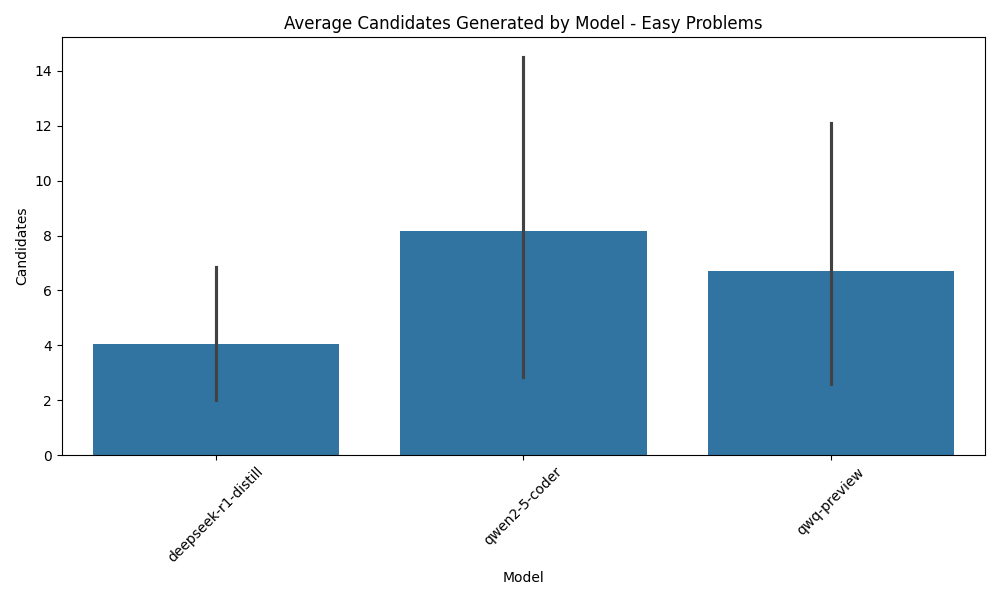 Average Candidates Generated by Model - Easy Problems
Candidates
14
12
10
8
6
4
2
0
deepseek-r1-distill
qwen2-5-coder
qwq-preview
Model